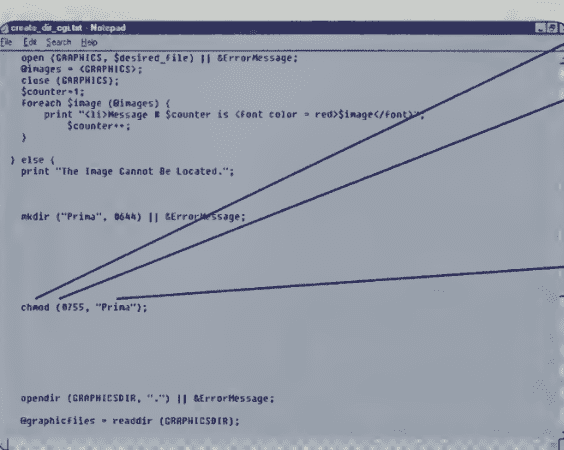 create_dir_cgi.txt - Notepad
File Edit Search Help
open (GRAPHICS, $desired_file) || &ErrorMessage;
@images = <GRAPHICS>;
close (GRAPHICS);
$counter=1;
foreach $image (@images) {
print "<li>Message # $counter is <font color = red>$image</font>";
$counter++;
}
} else {
print "The Image Cannot Be Located.";
mkdir ("Prima", 0644) || &ErrorMessage;
chmod (0755, "Prima");
opendir (GRAPHICSDIR, ".") || &ErrorMessage;
@graphicfiles = readdir (GRAPHICSDIR);